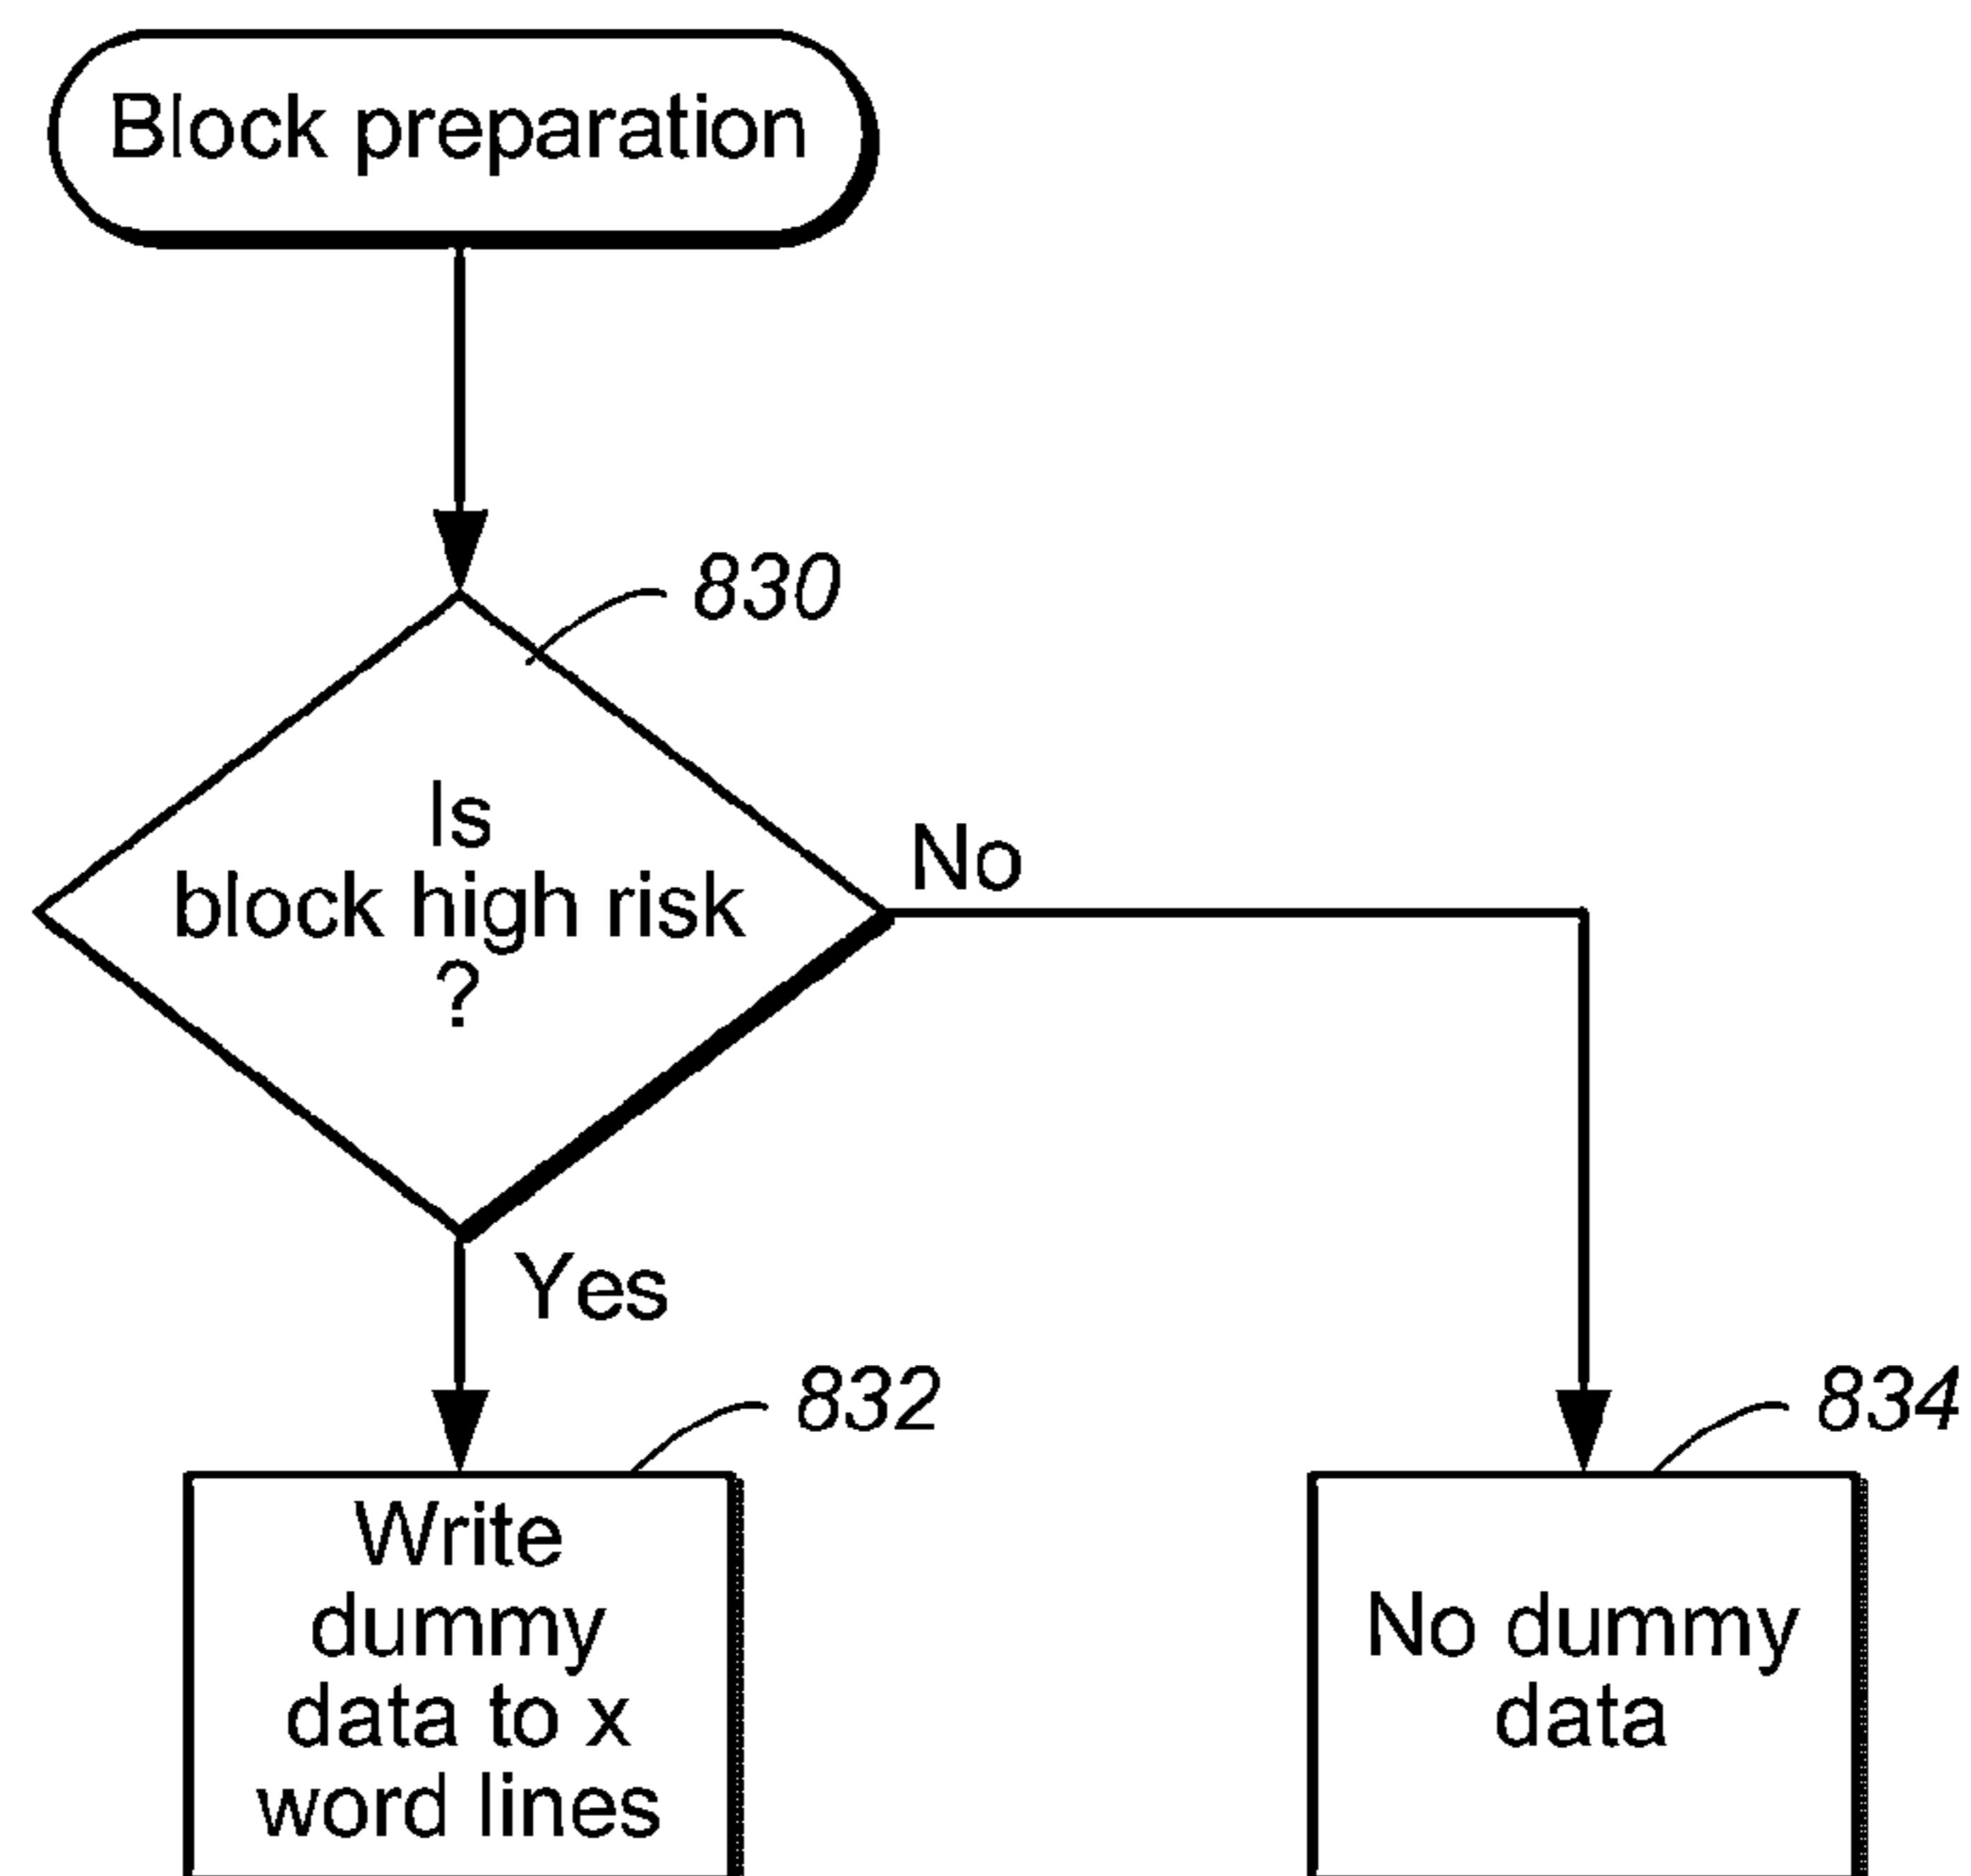 Block preparation
830
Is
block high risk
?
No
Yes
832
834
Write
dummy
data to x
word lines
No dummy
data